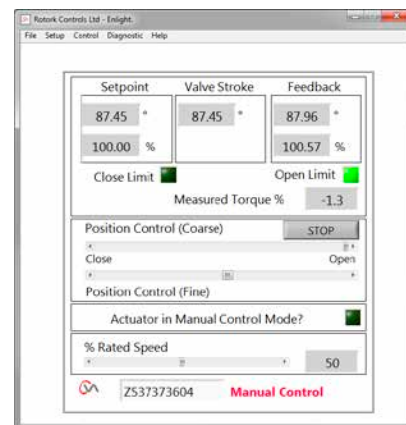 Rotork Controls Ltd - Enlight.
File Setup Control Diagnostic Help
Setpoint Valve Stroke Feedback
87.45 ° 87.45 ° 87.96 °
100.00 % 100.57 %
Close Limit Open Limit
Measured Torque % -1.3
Position Control (Coarse) STOP
Close Open
Position Control (Fine)
Actuator in Manual Control Mode?
% Rated Speed
50
Z537373604 Manual Control